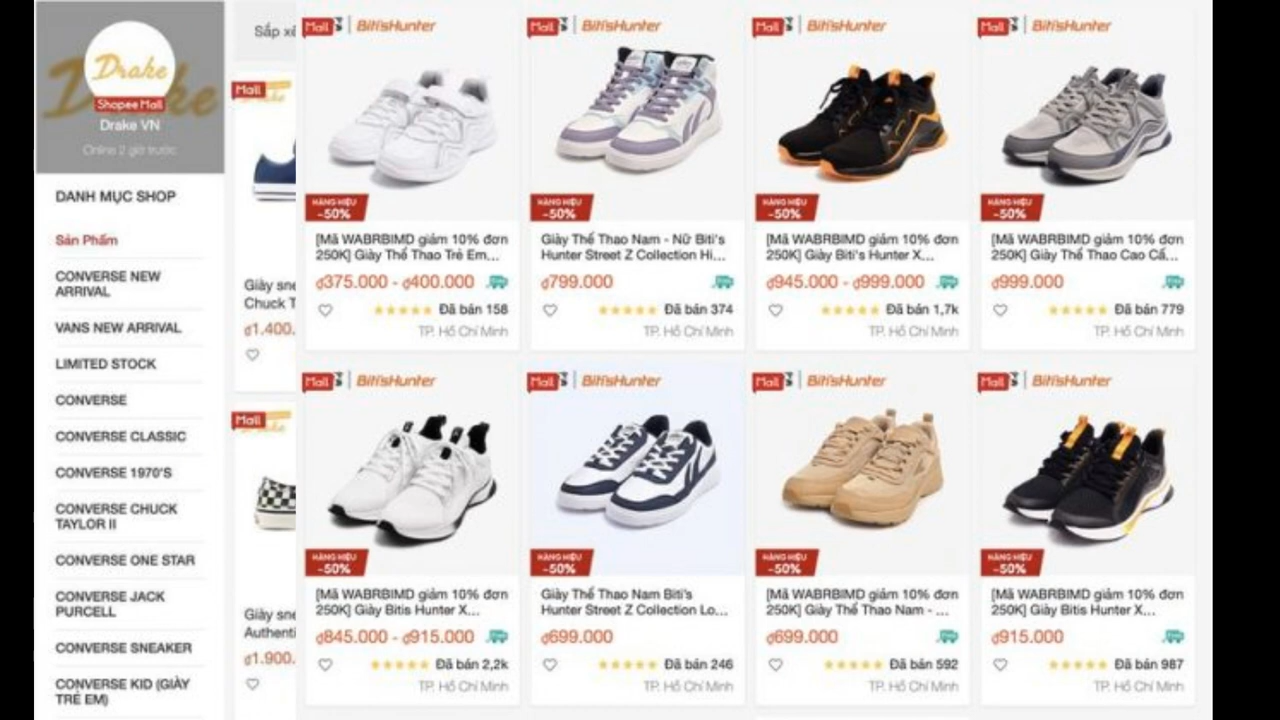 Drake
Shopee Mall
Drake VN
Online 2 giờ trước
DANH MỤC SHOP
Sản Phẩm
CONVERSE NEW
ARRIVAL
VANS NEW ARRIVAL
LIMITED STOCK
CONVERSE
CONVERSE CLASSIC
CONVERSE 1970'S
CONVERSE CHUCK
TAYLOR II
CONVERSE ONE STAR
CONVERSE JACK
PURCELL
CONVERSE SNEAKER
CONVERSE KID (GIÀY
TRẺ EM)
Sắp
Mall
Giày
Chuck
₫1.400.
Mall
Drake
Giày
₫1.900.
Mall | Biti'sHunter
HÀNG HIỆU
-50%
[Mã WABRBIMD giảm 10% đơn
250K] Giày Thể Thao Trẻ Em...
₫375.000 - ₫400.000
Đã bán 158
TP. Hồ Chí Minh
Mall | Biti'sHunter
HÀNG HIỆU
-50%
Giày Thể Thao Nam - Nữ Biti's
Hunter Street Z Collection Hi...
₫799.000
Đã bán 374
TP. Hồ Chí Minh
Mall | Biti'sHunter
HÀNG HIỆU
-50%
[Mã WABRBIMD giảm 10% đơn
250K] Giày Biti's Hunter X...
₫945.000 - ₫999.000
Đã bán 1,7k
TP. Hồ Chí Minh
Mall | Biti'sHunter
HÀNG HIỆU
-50%
[Mã WABRBIMD giảm 10% đơn
250K] Giày Thể Thao Cao Cấ...
₫999.000
Đã bán 779
TP. Hồ Chí Minh
Mall | Biti'sHunter
HÀNG HIỆU
-50%
[Mã WABRBIMD giảm 10% đơn
250K] Giày Bitis Hunter X...
₫845.000 - ₫915.000
Đã bán 2,2k
TP. Hồ Chí Minh
Mall | Biti'sHunter
HÀNG HIỆU
-50%
Giày Thể Thao Nam Biti's
Hunter Street Z Collection Lo...
₫699.000
Đã bán 246
TP. Hồ Chí Minh
Mall | Biti'sHunter
HÀNG HIỆU
-50%
[Mã WABRBIMD giảm 10% đơn
250K] Giày Thể Thao Nam - ...
₫699.000
Đã bán 592
TP. Hồ Chí Minh
Mall | Biti'sHunter
HÀNG HIỆU
-50%
[Mã WABRBIMD giảm 10% đơn
250K] Giày Bitis Hunter X...
₫915.000
Đã bán 987
TP. Hồ Chí Minh